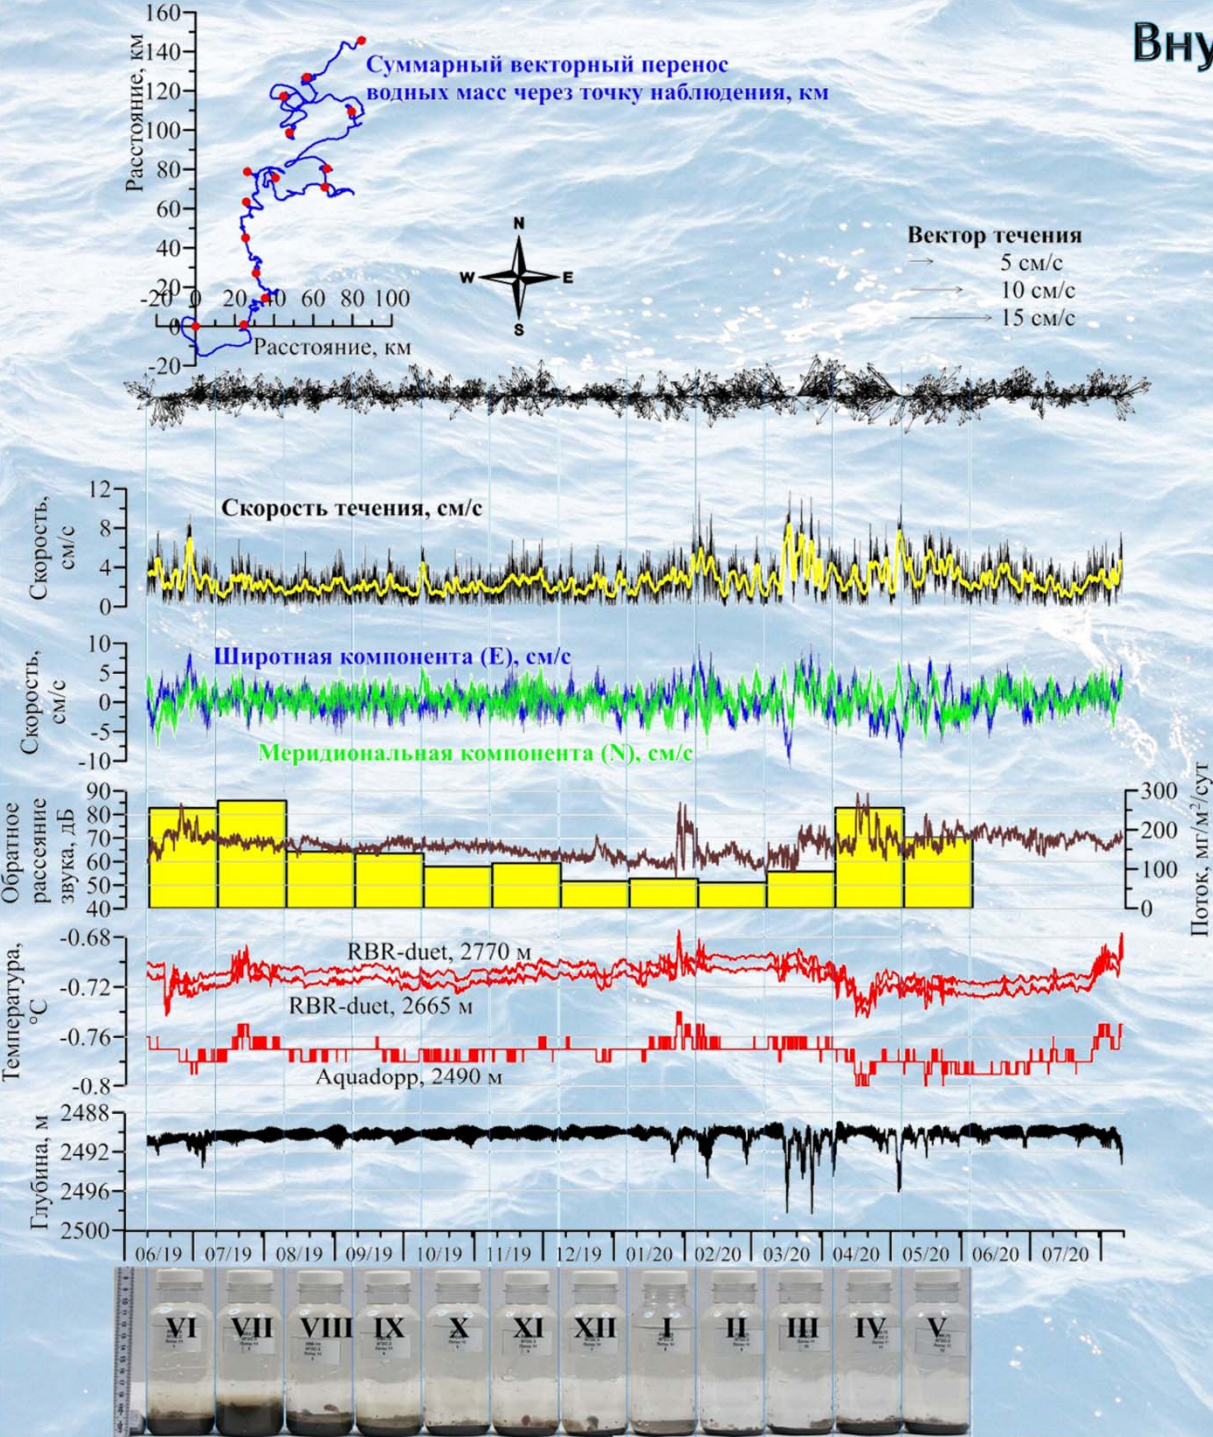 Вну
160
140
120
100
80
60
40
20
0
-20
Расстояние, км
-20 0 20 40 60 80 100
Расстояние, км
Суммарный векторный перенос
водных масс через точку наблюдения, км
N
W E
S
Вектор течения
5 см/с
10 см/с
15 см/с
12
8
4
0
Скорость,
см/с
Скорость течения, см/с
10
5
0
-5
-10
Скорость,
см/с
Широтная компонента (E), см/с
Меридиональная компонента (N), см/с
90
80
70
60
50
40
Обратное
рассеяние
звука, дБ
300
200
100
0
Поток, мг/м²/сут
-0.68
-0.72
-0.76
-0.8
Температура,
°C
RBR-duet, 2770 м
RBR-duet, 2665 м
Aquadopp, 2490 м
2488
2492
2496
2500
Глубина, м
06/19 07/19 08/19 09/19 10/19 11/19 12/19 01/20 02/20 03/20 04/20 05/20 06/20 07/20
VI VII VIII IX X XI XII I II III IV V